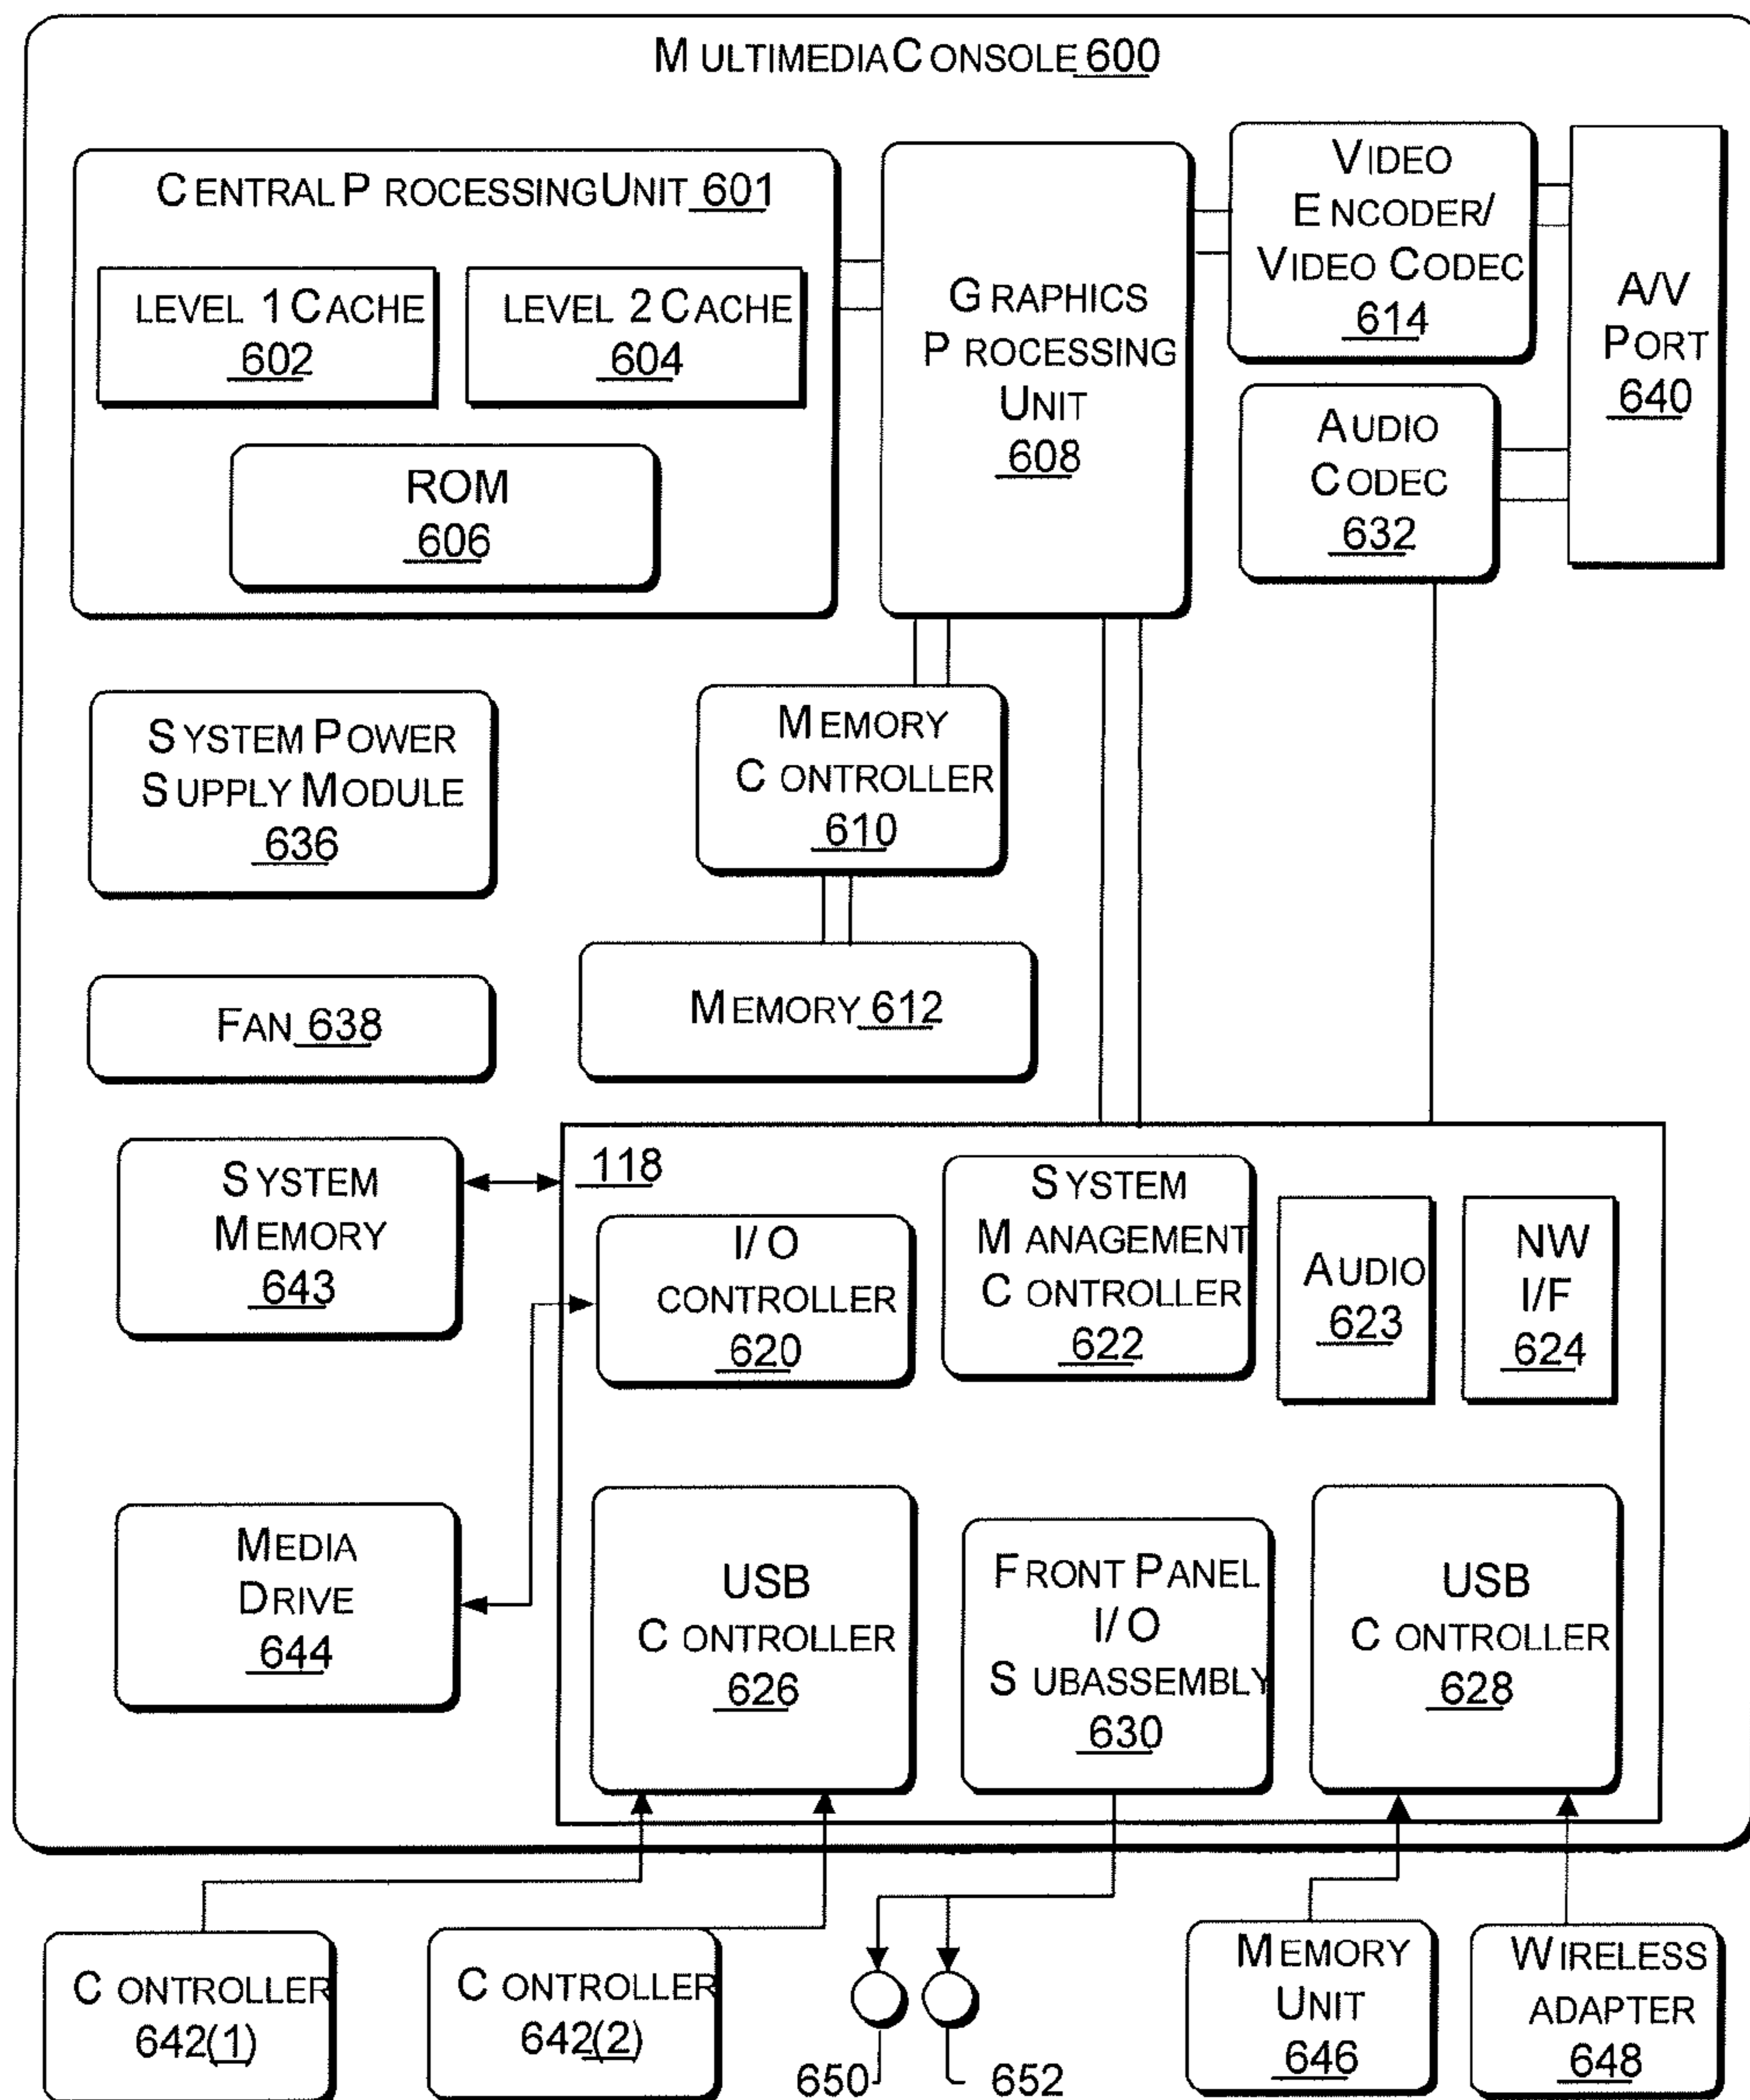 MULTIMEDIA CONSOLE 600
CENTRAL PROCESSING UNIT 601
LEVEL 1 CACHE
602
LEVEL 2 CACHE
604
ROM
606
GRAPHICS
PROCESSING
UNIT
608
VIDEO
ENCODER/
VIDEO CODEC
614
A/V
PORT
640
AUDIO
CODEC
632
SYSTEM POWER
SUPPLY MODULE
636
MEMORY
CONTROLLER
610
FAN 638
MEMORY 612
SYSTEM
MEMORY
643
118
I/O
CONTROLLER
620
SYSTEM
MANAGEMENT
CONTROLLER
622
AUDIO
623
NW
I/F
624
MEDIA
DRIVE
644
USB
CONTROLLER
626
FRONT PANEL
I/O
SUBASSEMBLY
630
USB
CONTROLLER
628
CONTROLLER
642(1)
CONTROLLER
642(2)
650
652
MEMORY
UNIT
646
WIRELESS
ADAPTER
648